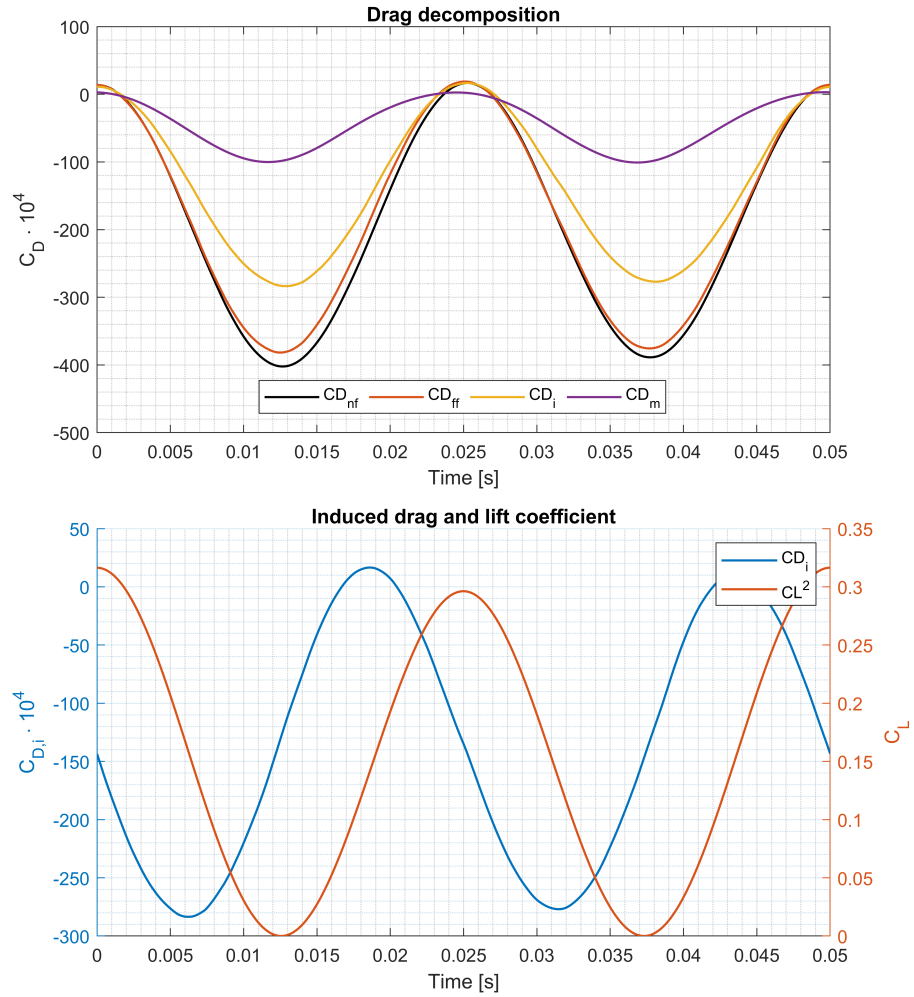 Drag decomposition
100
0
-100
-200
-300
-400
-500
C_D · 10^4
CD_nf CD_ff CD_i CD_m
0 0.005 0.01 0.015 0.02 0.025 0.03 0.035 0.04 0.045 0.05
Time [s]
Induced drag and lift coefficient
50
0
-50
-100
-150
-200
-250
-300
C_D,i · 10^4
CD_i
CL^2
0.35
0.3
0.25
0.2
0.15
0.1
0.05
0
C_L
0 0.005 0.01 0.015 0.02 0.025 0.03 0.035 0.04 0.045 0.05
Time [s]